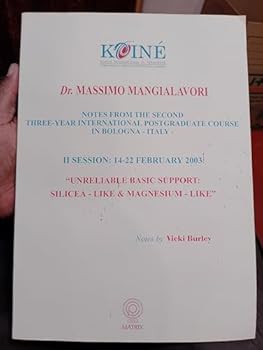 KOINÉ
Dr. MASSIMO MANGIALAVORI
NOTES FROM THE SECOND
THREE-YEAR INTERNATIONAL POSTGRADUATE COURSE
IN BOLOGNA - ITALY -
II SESSION: 14-22 FEBRUARY 2003
"UNRELIABLE BASIC SUPPORT:
SILICEA - LIKE & MAGNESIUM - LIKE"
Notes by Vicki Burley
MATRIX